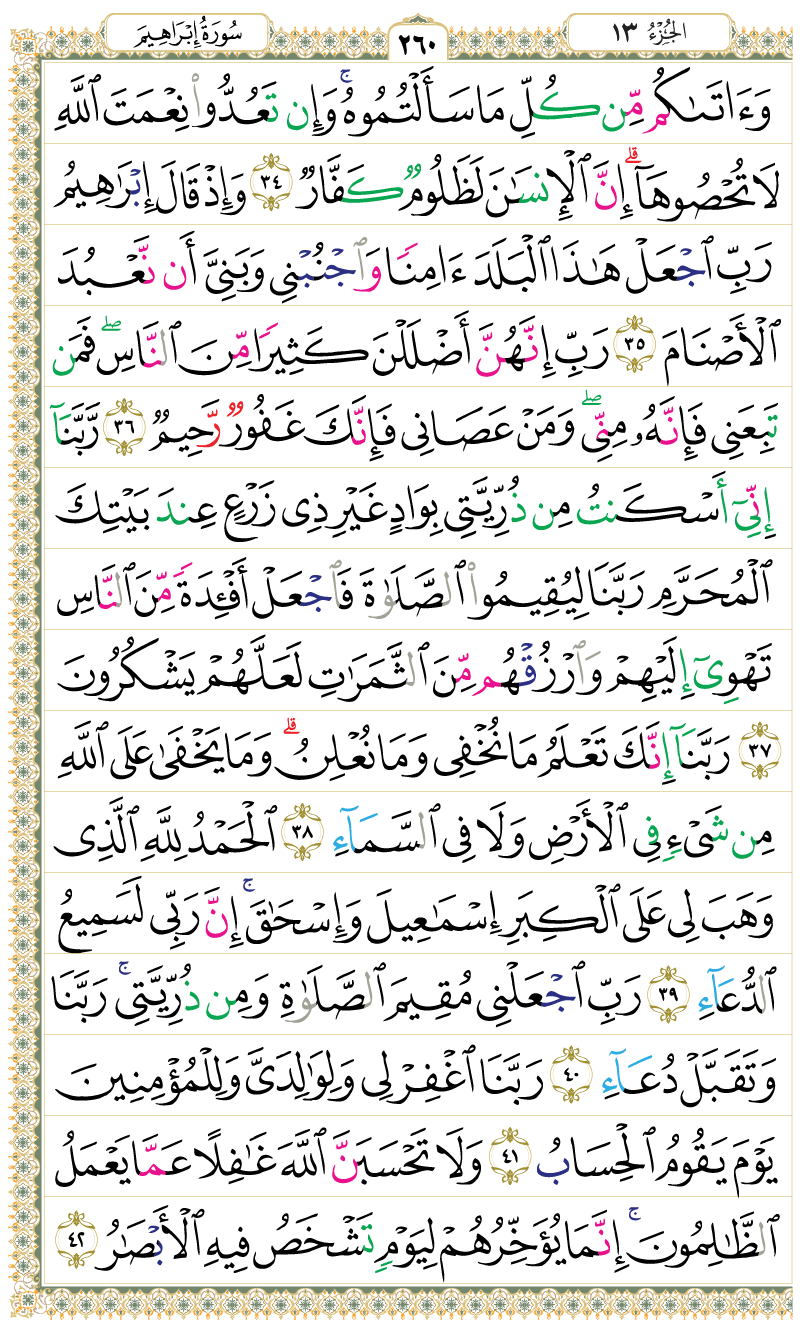 الجُزْءُ ١٣
٢٦٠
سُورَةُ إِبْرَاهِيمَ
وَءَاتَىٰكُم مِّن كُلِّ مَا سَأَلْتُمُوهُۚ وَإِن تَعُدُّوا۟ نِعْمَتَ ٱللَّهِ
لَا تُحْصُوهَآۗ إِنَّ ٱلْإِنسَٰنَ لَظَلُومٌ كَفَّارٌ ٣٤ وَإِذْ قَالَ إِبْرَٰهِيمُ
رَبِّ ٱجْعَلْ هَٰذَا ٱلْبَلَدَ ءَامِنًا وَٱجْنُبْنِى وَبَنِىَّ أَن نَّعْبُدَ
ٱلْأَصْنَامَ ٣٥ رَبِّ إِنَّهُنَّ أَضْلَلْنَ كَثِيرًا مِّنَ ٱلنَّاسِۖ فَمَن
تَبِعَنِى فَإِنَّهُۥ مِنِّىۖ وَمَنْ عَصَانِى فَإِنَّكَ غَفُورٌ رَّحِيمٌ ٣٦ رَّبَّنَآ
إِنِّىٓ أَسْكَنتُ مِن ذُرِّيَّتِى بِوَادٍ غَيْرِ ذِى زَرْعٍ عِندَ بَيْتِكَ
ٱلْمُحَرَّمِ رَبَّنَا لِيُقِيمُوا۟ ٱلصَّلَوٰةَ فَٱجْعَلْ أَفْـِٔدَةً مِّنَ ٱلنَّاسِ
تَهْوِىٓ إِلَيْهِمْ وَٱرْزُقْهُم مِّنَ ٱلثَّمَرَٰتِ لَعَلَّهُمْ يَشْكُرُونَ
٣٧ رَبَّنَآ إِنَّكَ تَعْلَمُ مَا نُخْفِى وَمَا نُعْلِنُۗ وَمَا يَخْفَىٰ عَلَى ٱللَّهِ
مِن شَىْءٍ فِى ٱلْأَرْضِ وَلَا فِى ٱلسَّمَآءِ ٣٨ ٱلْحَمْدُ لِلَّهِ ٱلَّذِى
وَهَبَ لِى عَلَى ٱلْكِبَرِ إِسْمَٰعِيلَ وَإِسْحَٰقَۚ إِنَّ رَبِّى لَسَمِيعُ
ٱلدُّعَآءِ ٣٩ رَبِّ ٱجْعَلْنِى مُقِيمَ ٱلصَّلَوٰةِ وَمِن ذُرِّيَّتِىۚ رَبَّنَا
وَتَقَبَّلْ دُعَآءِ ٤٠ رَبَّنَا ٱغْفِرْ لِى وَلِوَٰلِدَىَّ وَلِلْمُؤْمِنِينَ
يَوْمَ يَقُومُ ٱلْحِسَابُ ٤١ وَلَا تَحْسَبَنَّ ٱللَّهَ غَٰفِلًا عَمَّا يَعْمَلُ
ٱلظَّٰلِمُونَۚ إِنَّمَا يُؤَخِّرُهُمْ لِيَوْمٍ تَشْخَصُ فِيهِ ٱلْأَبْصَٰرُ ٤٢